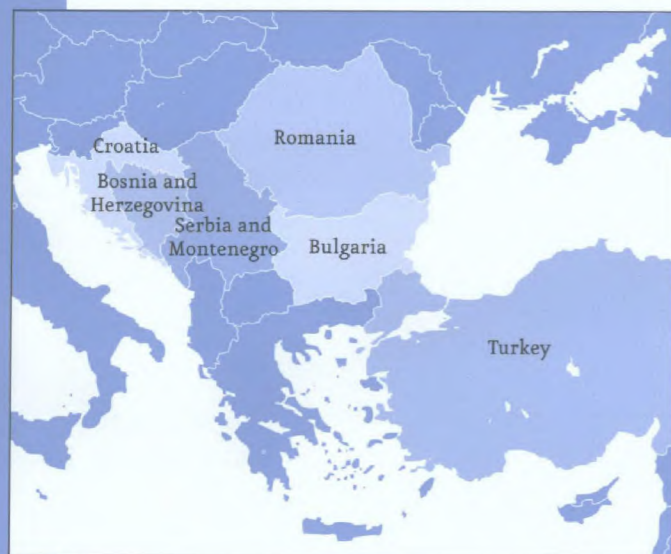 Croatia
Romania
Bosnia and
Herzegovina
Serbia and
Montenegro
Bulgaria
Turkey